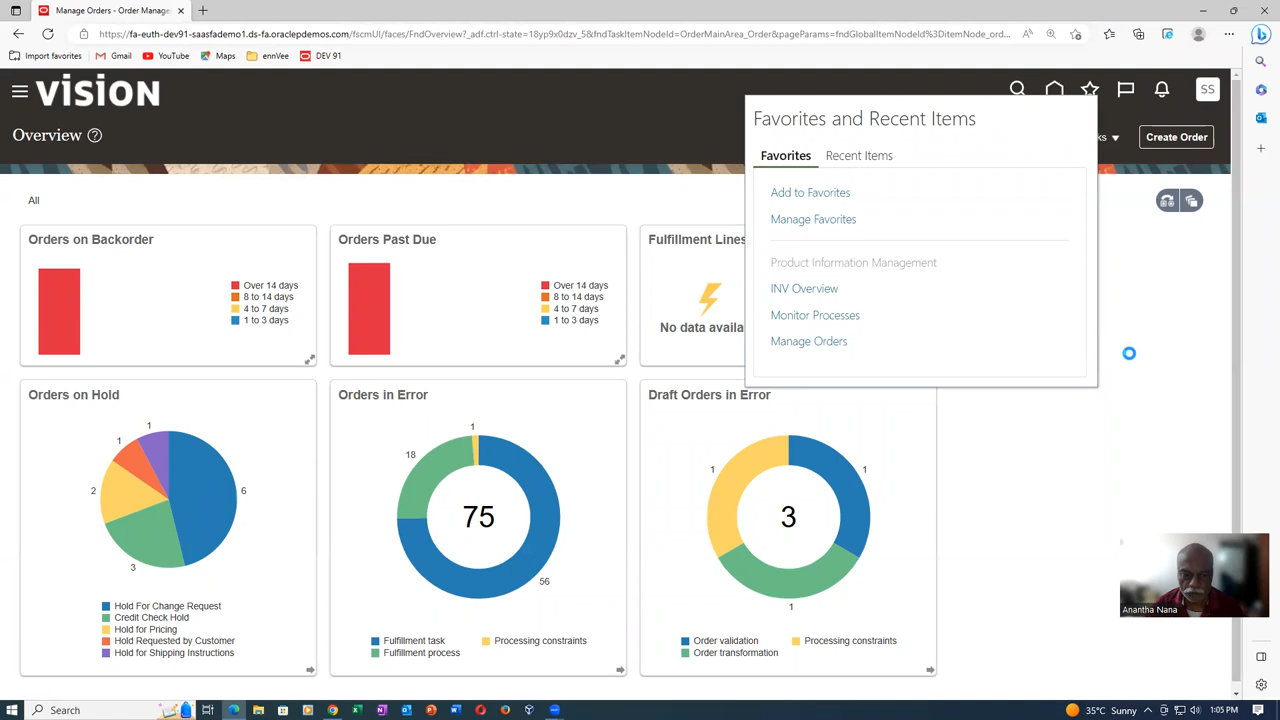 Manage Orders - Order Manage
https://fa-euth-dev91-saasfademo1.ds-fa.oraclepdemos.com/fscmUI/faces/FndOverview?_adf.ctrl-state=18yp9x0dzv_5&fndTaskItemNodeId=OrderMainArea_Order&pageParams=fndGlobalItemNodeId%3DitemNode_ord...
Import favorites Gmail YouTube Maps ennVee DEV 91
VISION SS
Overview
ks Create Order
Favorites and Recent Items
Favorites Recent Items
Add to Favorites
Manage Favorites
Product Information Management
INV Overview
Monitor Processes
Manage Orders
All
Orders on Backorder
Over 14 days
8 to 14 days
4 to 7 days
1 to 3 days
Orders Past Due
Over 14 days
8 to 14 days
4 to 7 days
1 to 3 days
Fulfillment Lines
No data availa
Orders on Hold
1
1
2
6
3
Hold For Change Request
Credit Check Hold
Hold for Pricing
Hold Requested by Customer
Hold for Shipping Instructions
Orders in Error
1
18
75
56
Fulfillment task Processing constraints
Fulfillment process
Draft Orders in Error
1 1
3
1
Order validation Processing constraints
Order transformation
Anantha Nana
Search 35°C Sunny 1:05 PM